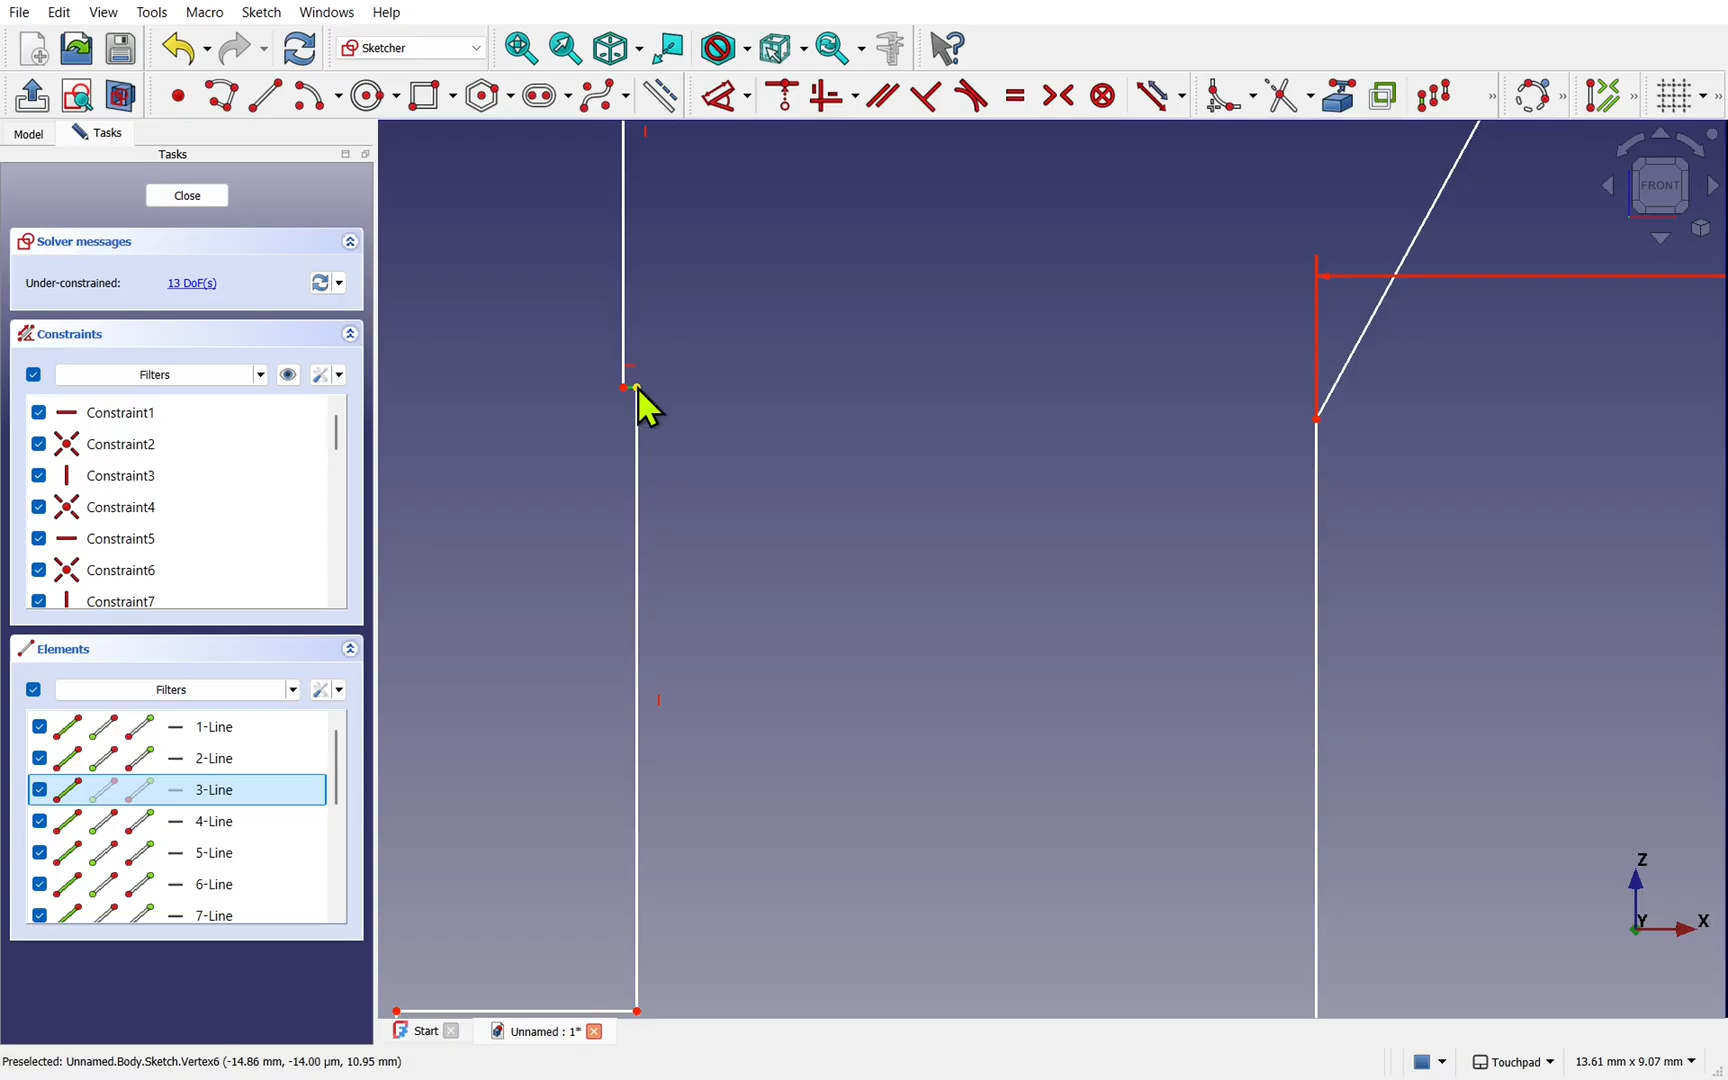 File Edit View Tools Macro Sketch Windows Help
Sketcher
Model Tasks
Tasks
Close
Solver messages
Under-constrained: 13 DoF(s)
Constraints
Filters
Constraint1
Constraint2
Constraint3
Constraint4
Constraint5
Constraint6
Constraint7
Elements
Filters
1-Line
2-Line
3-Line
4-Line
5-Line
6-Line
7-Line
FRONT
Z
Y X
Start Unnamed : 1*
Preselected: Unnamed.Body.Sketch.Vertex6 (-14.86 mm, -14.00 µm, 10.95 mm) Touchpad 13.61 mm x 9.07 mm